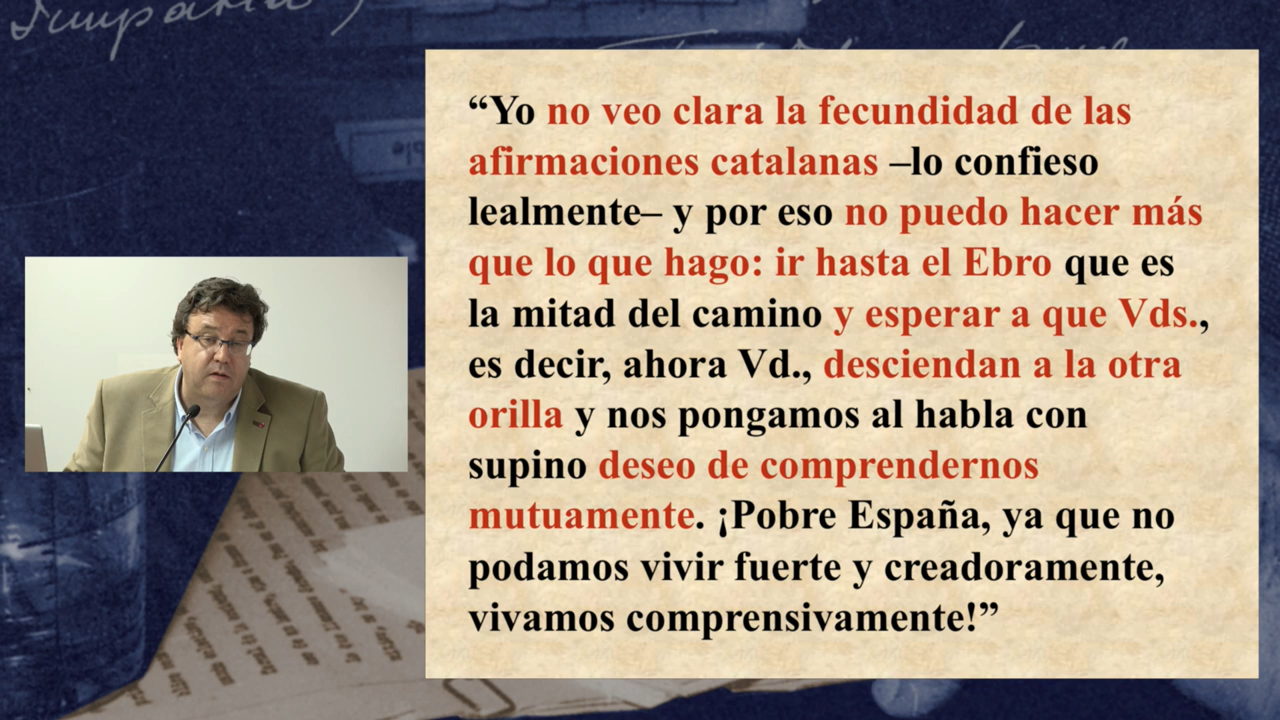 “Yo no veo clara la fecundidad de las
afirmaciones catalanas –lo confieso
lealmente– y por eso no puedo hacer más
que lo que hago: ir hasta el Ebro que es
la mitad del camino y esperar a que Vds.,
es decir, ahora Vd., desciendan a la otra
orilla y nos pongamos al habla con
supino deseo de comprendernos
mutuamente. ¡Pobre España, ya que no
podamos vivir fuerte y creadoramente,
vivamos comprensivamente!”